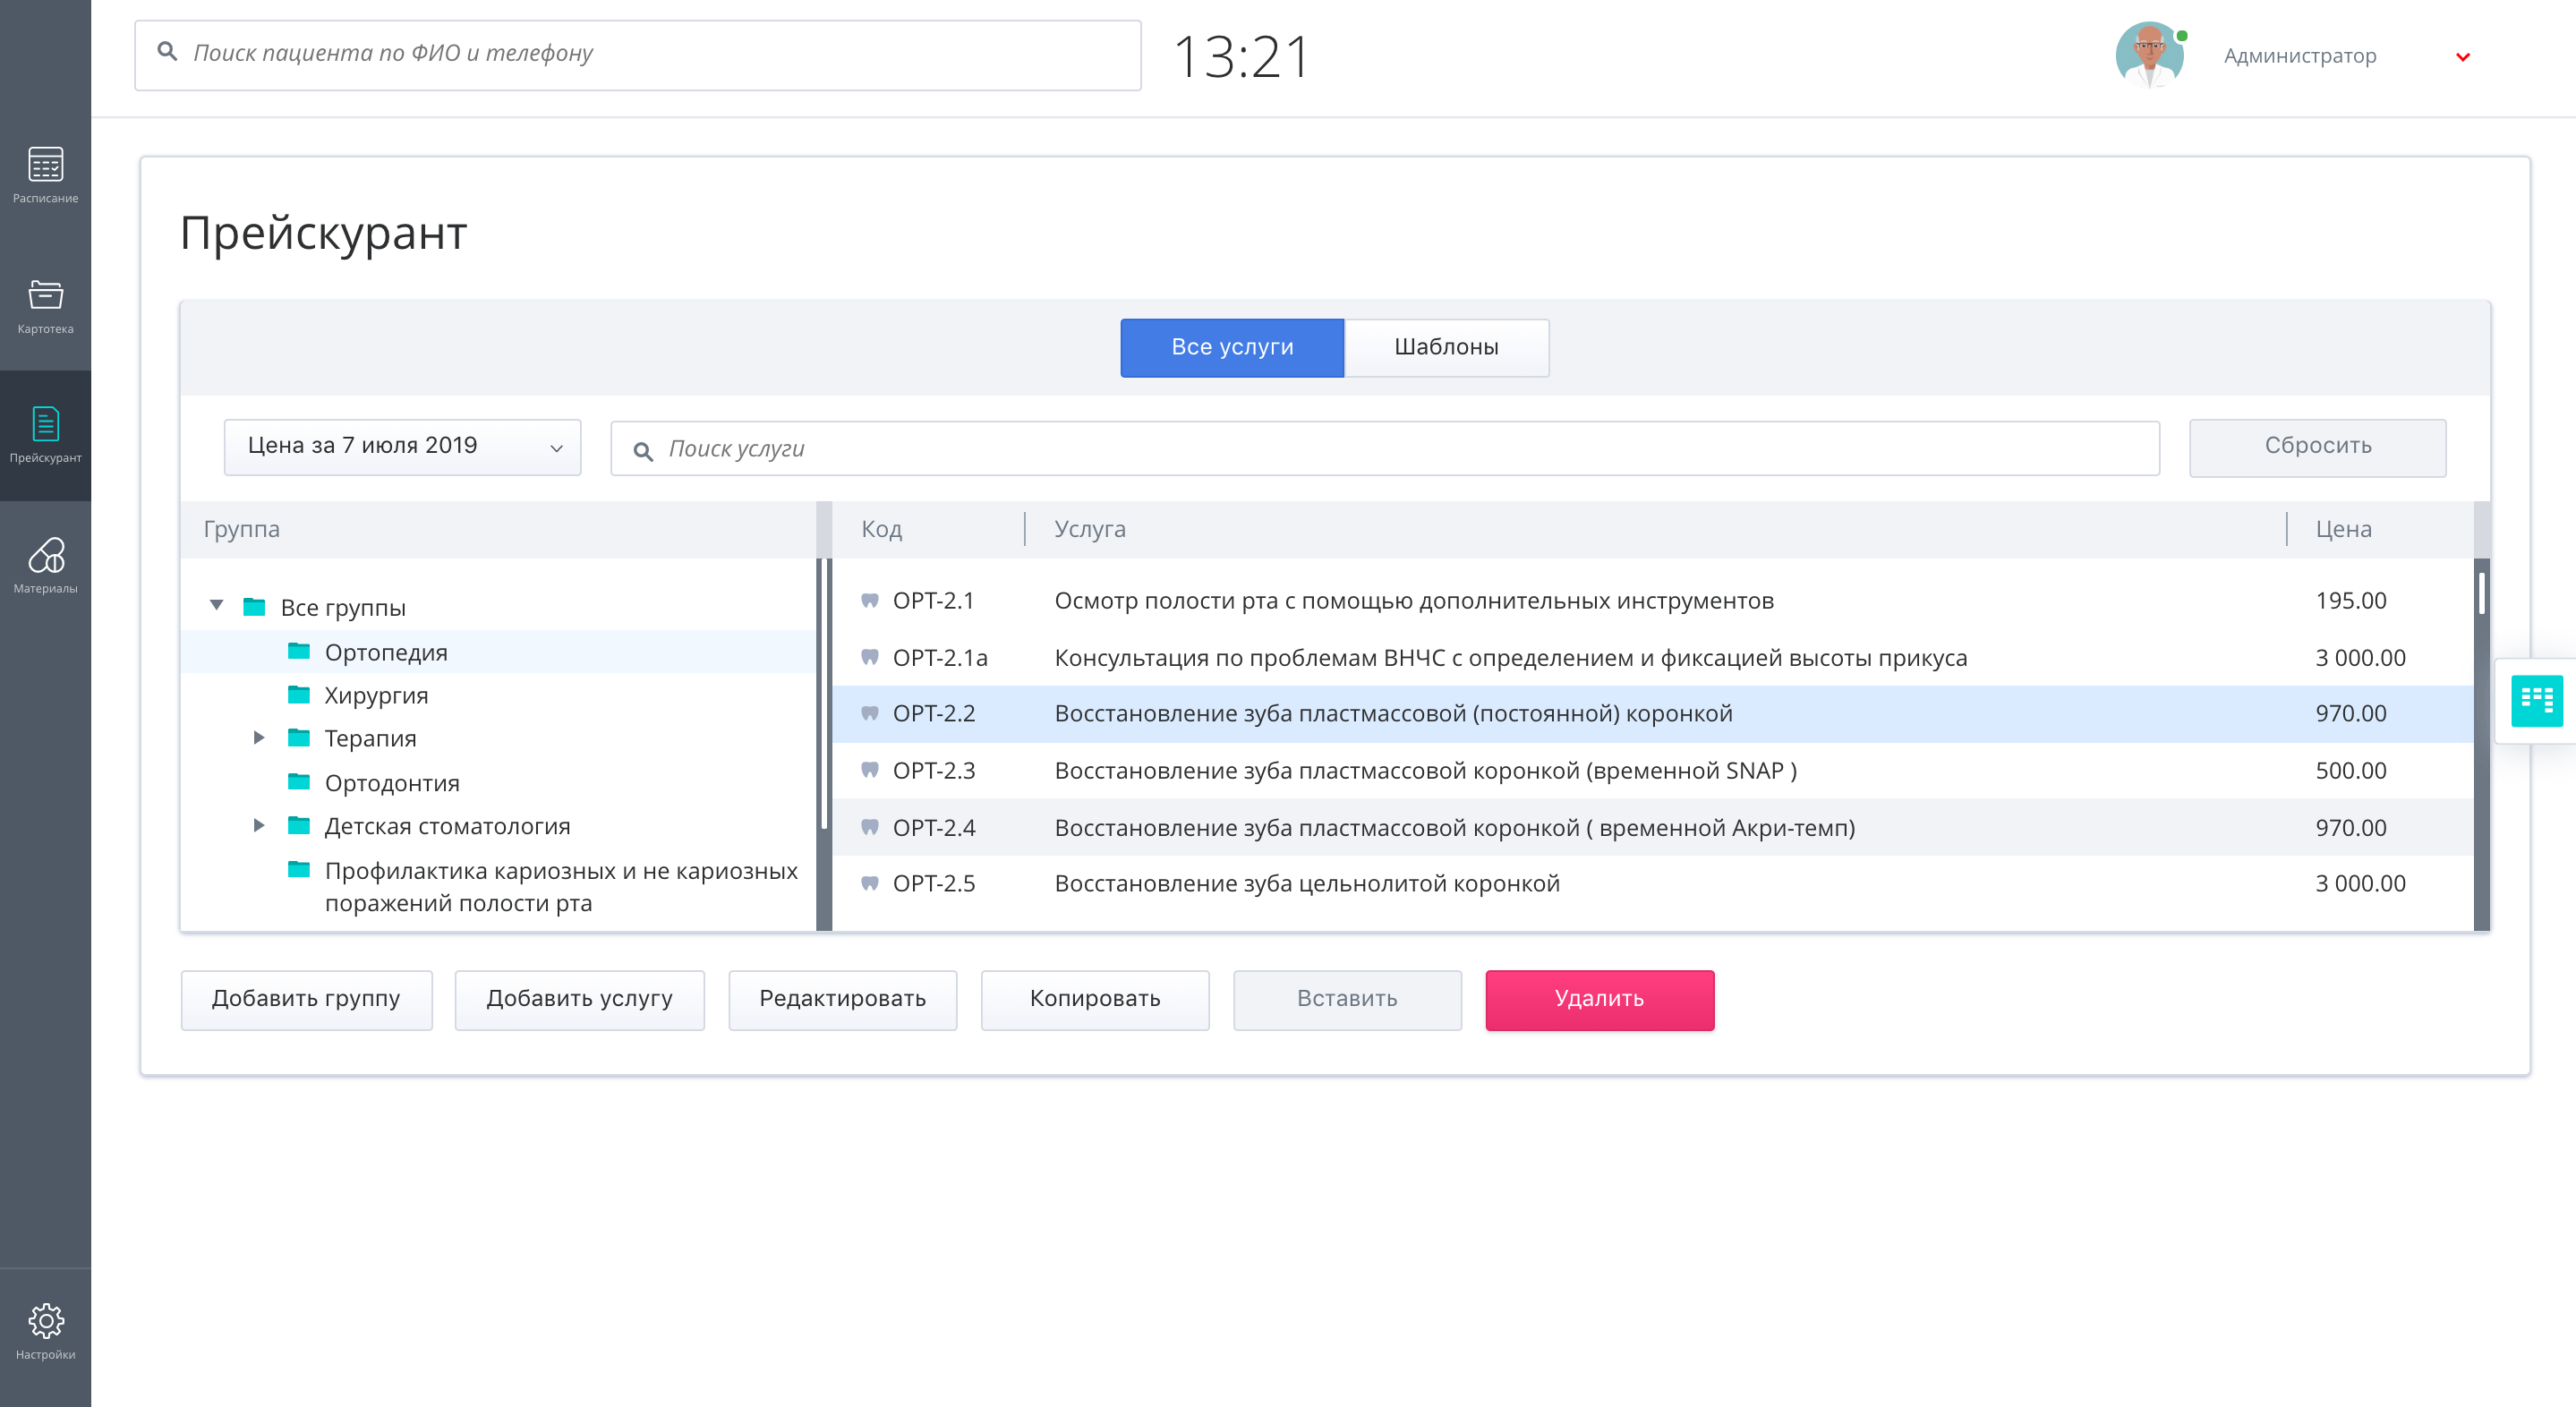 Поиск пациента по ФИО и телефону
13:21
Администратор
Расписание
Картотека
Прейскурант
Материалы
Настройки
Прейскурант
Все услуги
Шаблоны
Цена за 7 июля 2019
Поиск услуги
Сбросить
Группа
Код
Услуга
Цена
Все группы
Ортопедия
Хирургия
Терапия
Ортодонтия
Детская стоматология
Профилактика кариозных и не кариозных
поражений полости рта
ОРТ-2.1 Осмотр полости рта с помощью дополнительных инструментов 195.00
ОРТ-2.1а Консультация по проблемам ВНЧС с определением и фиксацией высоты прикуса 3 000.00
ОРТ-2.2 Восстановление зуба пластмассовой (постоянной) коронкой 970.00
ОРТ-2.3 Восстановление зуба пластмассовой коронкой (временной SNAP ) 500.00
ОРТ-2.4 Восстановление зуба пластмассовой коронкой ( временной Акри-темп) 970.00
ОРТ-2.5 Восстановление зуба цельнолитой коронкой 3 000.00
Добавить группу
Добавить услугу
Редактировать
Копировать
Вставить
Удалить